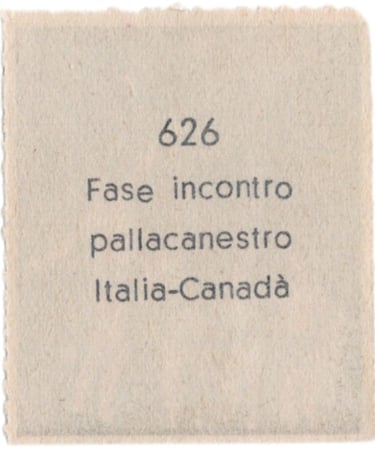 626
Fase incontro
pallacanestro
Italia-Canadà